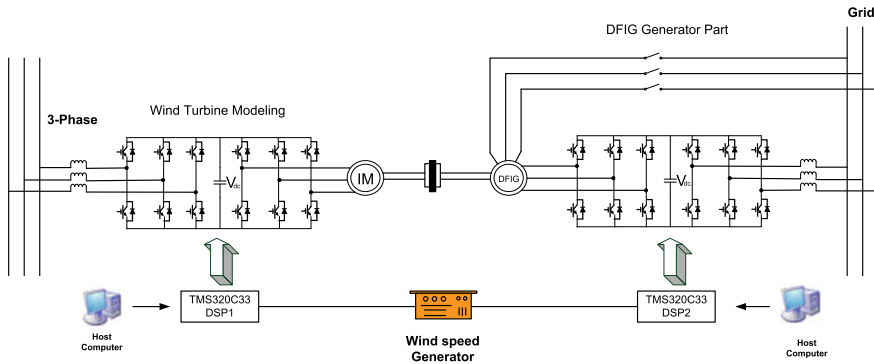 Grid
DFIG Generator Part
Wind Turbine Modeling
3-Phase
Vdc
IM
DFIG
Vdc
TMS320C33
DSP1
TMS320C33
DSP2
Host
Computer
Wind speed
Generator
Host
Computer